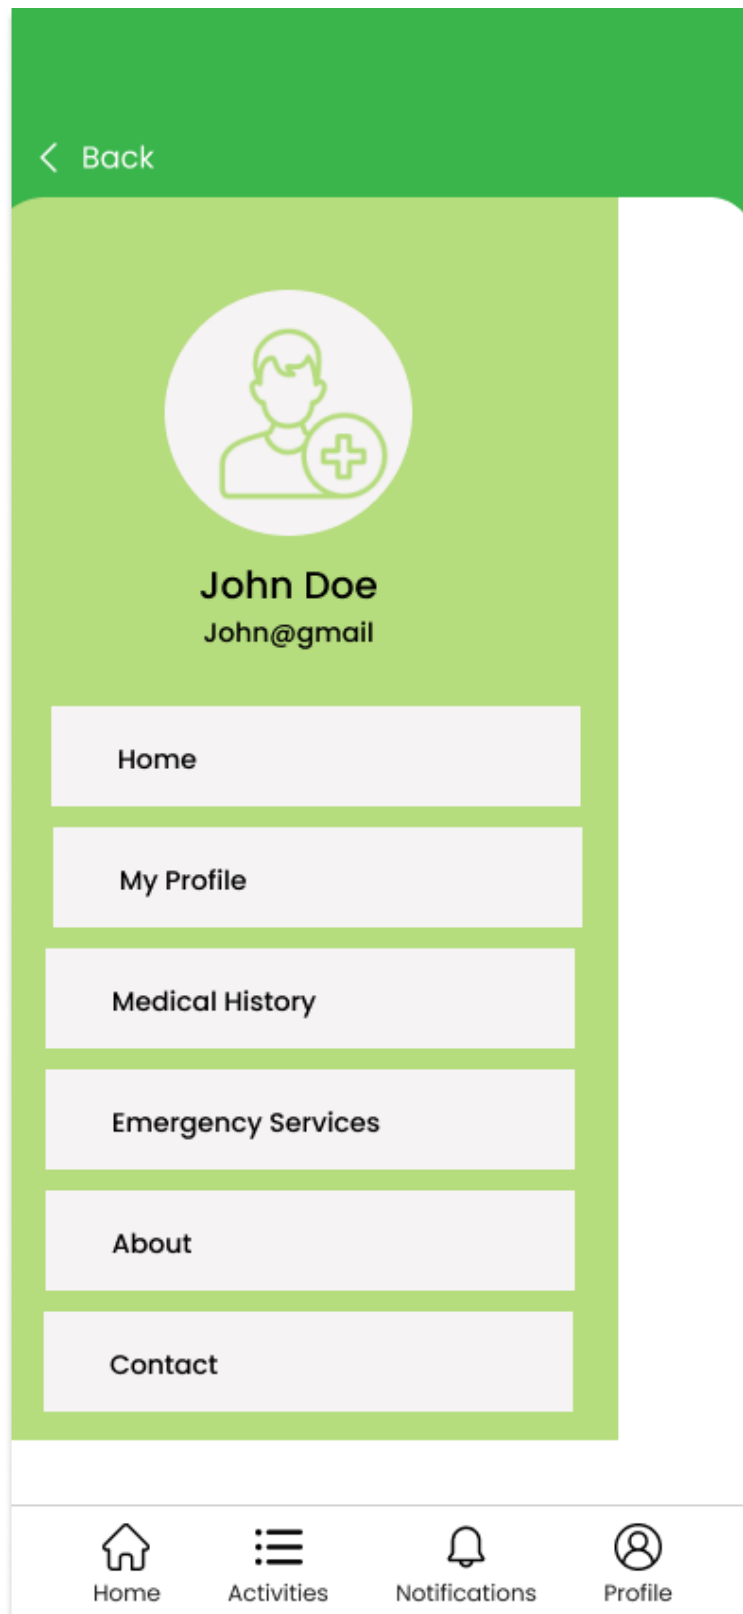 Back
John Doe
John@gmail
Home
My Profile
Medical History
Emergency Services
About
Contact
Home
Activities
Notifications
Profile